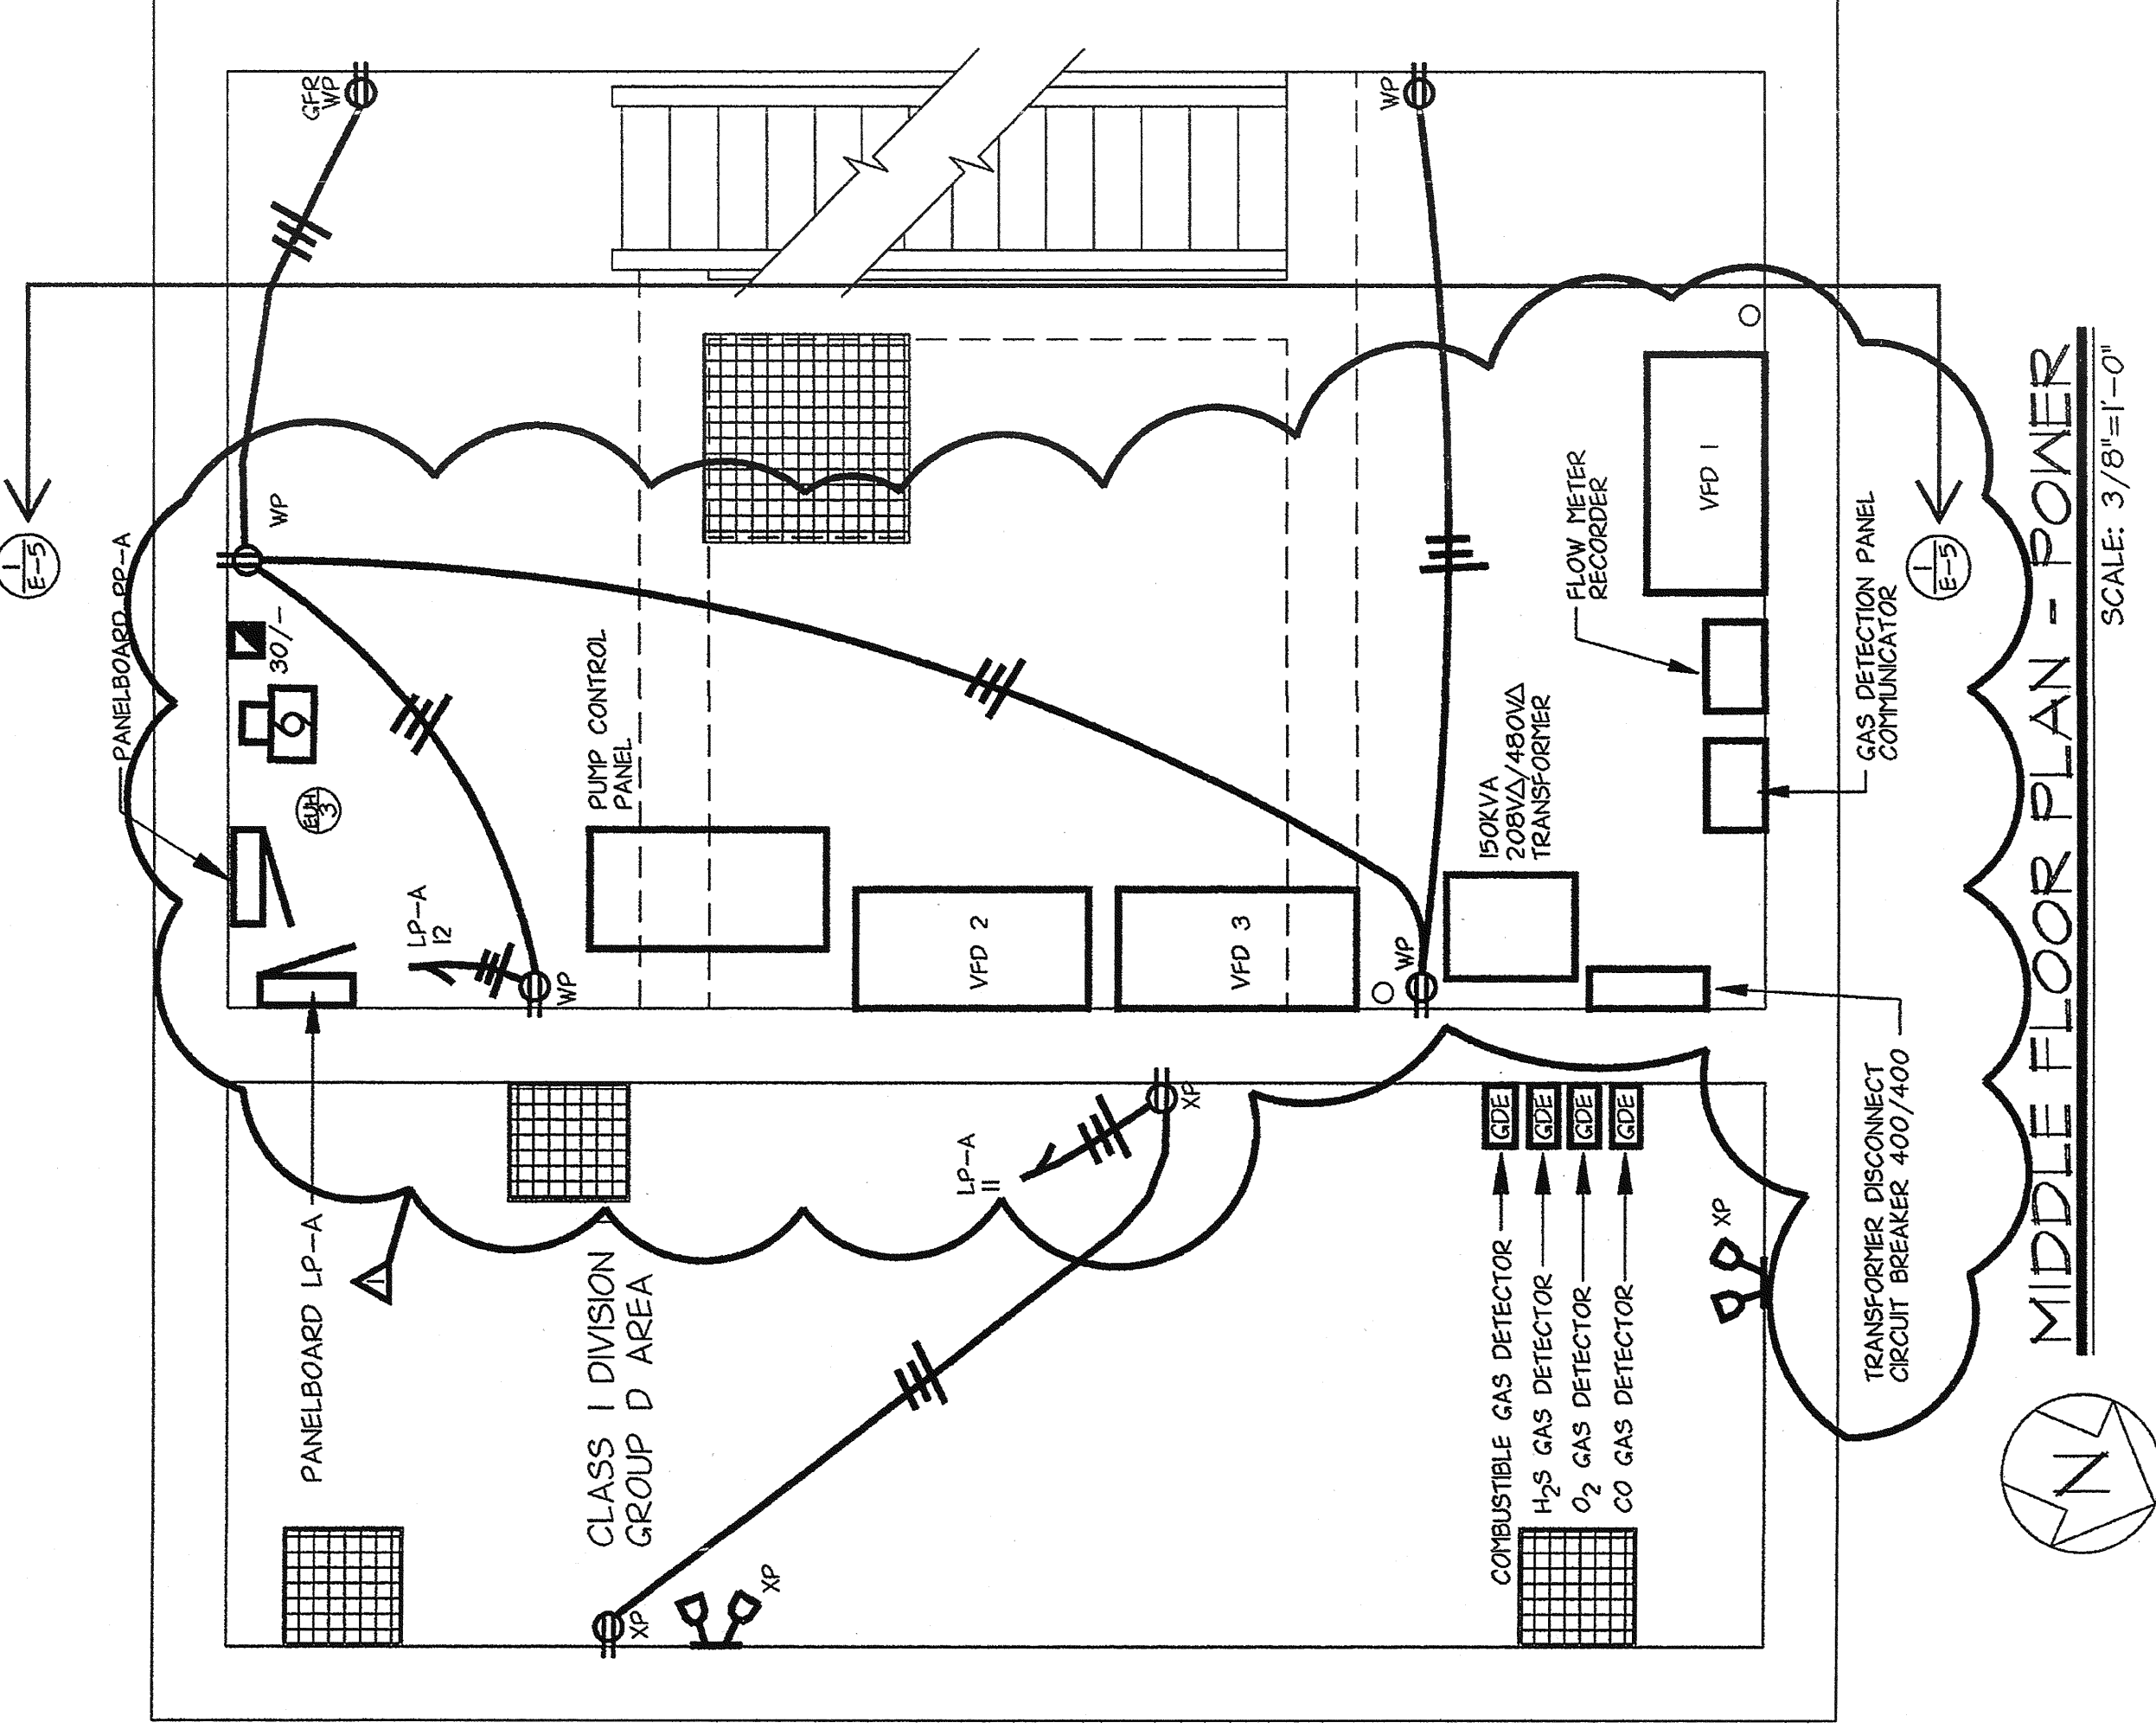 GFR
WP
WP
1
E-5
PANELBOARD PP-A
WP
30/-
EUH
3
PUMP CONTROL
PANEL
LP-A
12
WP
VFD 2
VFD 3
WP
150KVA
208V∆/480V∆
TRANSFORMER
FLOW METER
RECORDER
VFD 1
GAS DETECTION PANEL
COMMUNICATOR
1
E-5
PANELBOARD LP-A
1
CLASS I DIVISION
GROUP D AREA
LP-A
11
XP
GDE
GDE
GDE
GDE
COMBUSTIBLE GAS DETECTOR
H2S GAS DETECTOR
O2 GAS DETECTOR
CO GAS DETECTOR
XP
XP
XP
TRANSFORMER DISCONNECT
CIRCUIT BREAKER 400/400
N
MIDDLE FLOOR PLAN - POWER
SCALE: 3/8"=1'-0"